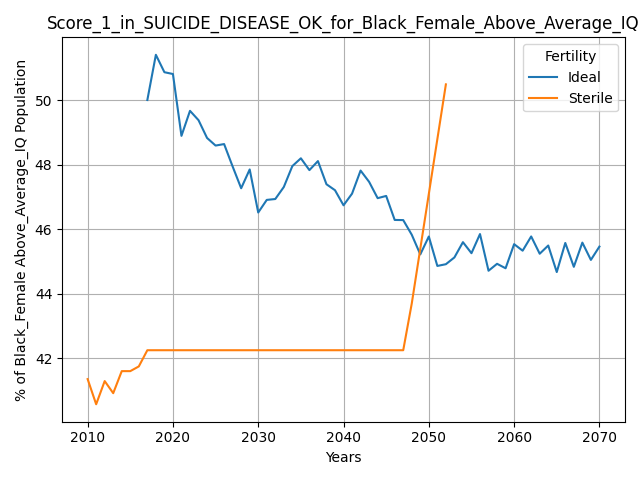 Score_1_in_SUICIDE_DISEASE_OK_for_Black_Female_Above_Average_IQ
% of Black_Female Above_Average_IQ Population
50
48
46
44
42
Fertility
Ideal
Sterile
2010 2020 2030 2040 2050 2060 2070
Years